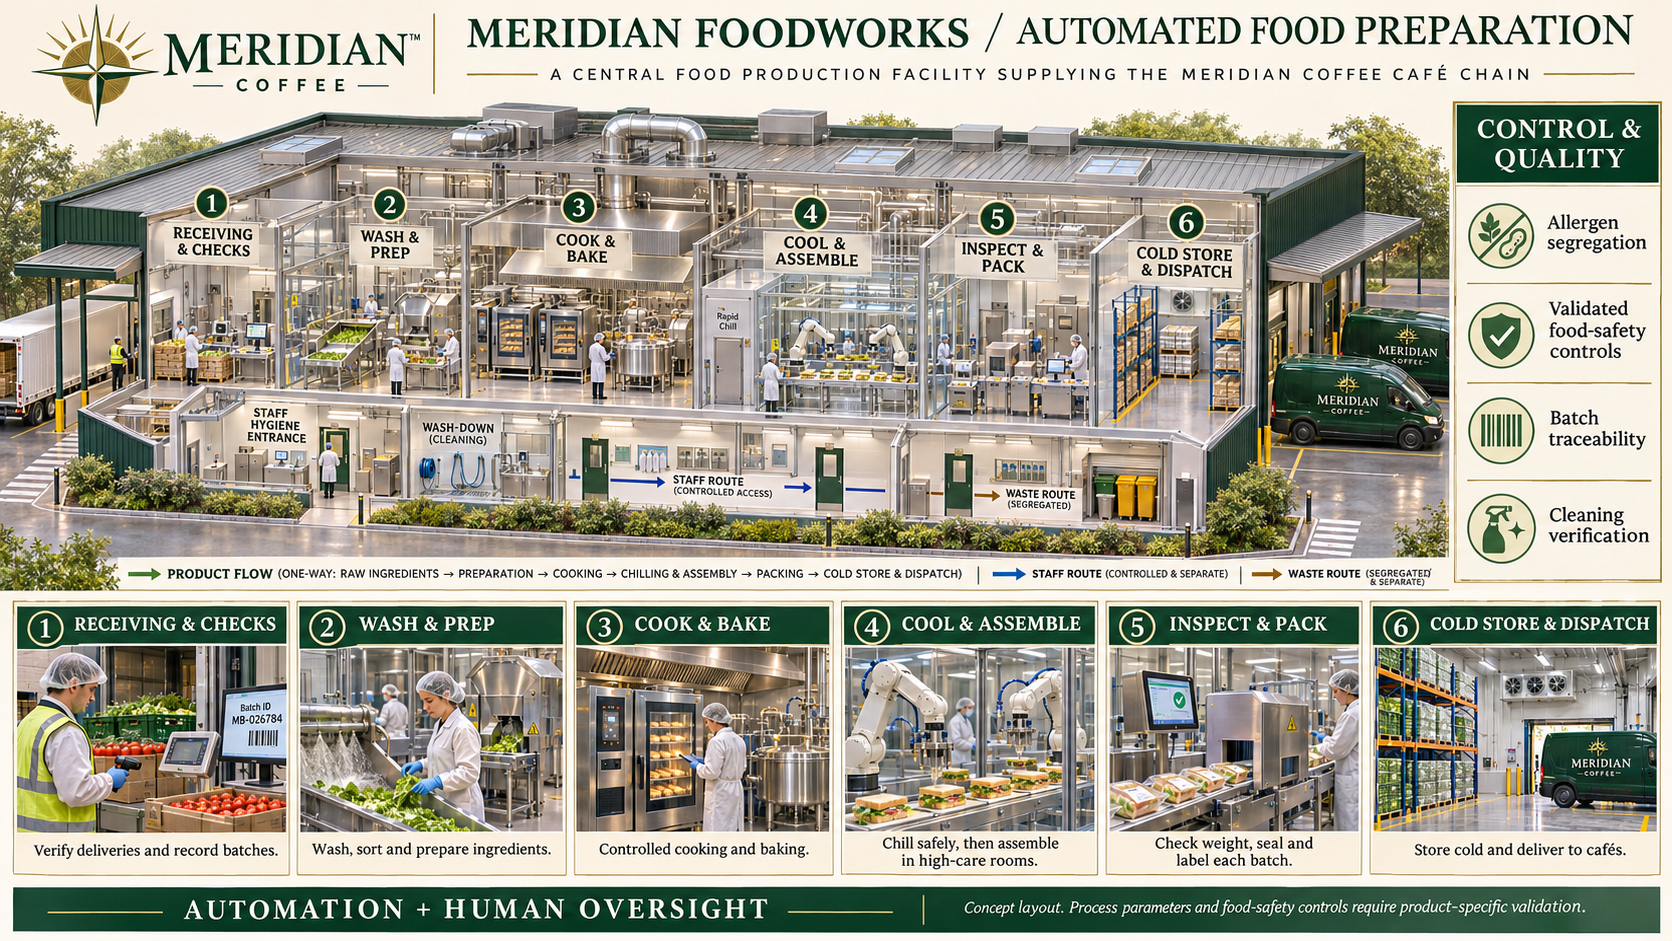 MERIDIAN™
COFFEE
MERIDIAN FOODWORKS / AUTOMATED FOOD PREPARATION
A CENTRAL FOOD PRODUCTION FACILITY SUPPLYING THE MERIDIAN COFFEE CAFÉ CHAIN
1
RECEIVING
& CHECKS
2
WASH &
PREP
3
COOK &
BAKE
4
COOL &
ASSEMBLE
5
INSPECT &
PACK
6
COLD STORE
& DISPATCH
Rapid
Chill
MERIDIAN
COFFEE
MERIDIAN
COFFEE
STAFF
HYGIENE
ENTRANCE
WASH-DOWN
(CLEANING)
STAFF ROUTE
(CONTROLLED ACCESS)
WASTE ROUTE
(SEGREGATED)
PRODUCT FLOW (ONE-WAY: RAW INGREDIENTS → PREPARATION → COOKING → CHILLING & ASSEMBLY → PACKING → COLD STORE & DISPATCH)
STAFF ROUTE (CONTROLLED & SEPARATE)
WASTE ROUTE (SEGREGATED
& SEPARATE)
CONTROL &
QUALITY
Allergen
segregation
Validated
food-safety
controls
Batch
traceability
Cleaning
verification
1 RECEIVING & CHECKS
Batch ID
MB-026784
Verify deliveries and record batches.
2 WASH & PREP
Wash, sort and prepare ingredients.
3 COOK & BAKE
Controlled cooking and baking.
4 COOL & ASSEMBLE
Chill safely, then assemble
in high-care rooms.
5 INSPECT & PACK
Check weight, seal and
label each batch.
6 COLD STORE & DISPATCH
MERIDIAN
COFFEE
Store cold and deliver to cafés.
AUTOMATION + HUMAN OVERSIGHT
Concept layout. Process parameters and food-safety controls require product-specific validation.